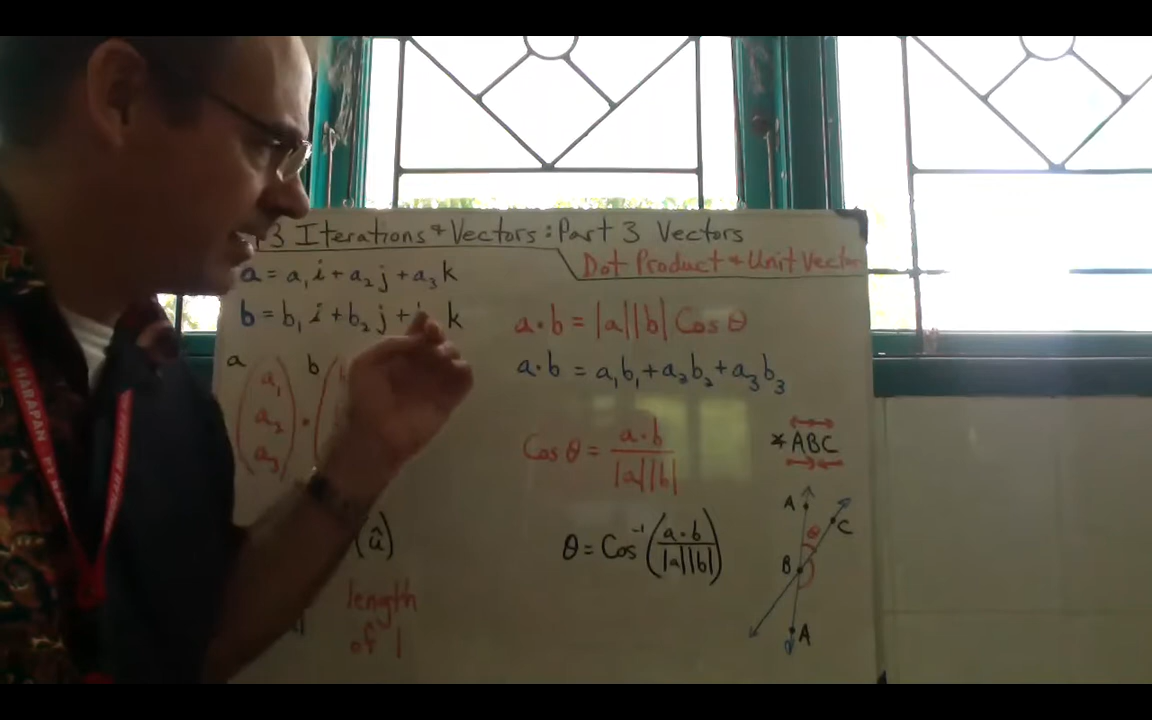 3 Iterations & Vectors: Part 3 Vectors
Dot Product & Unit Vector
a = a₁i + a₂j + a₃k
b = b₁i + b₂j + k
a·b = |a||b| Cos θ
a·b = a₁b₁ + a₂b₂ + a₃b₃
a b
a₁
a₂ ·
a₃
Cos θ = a·b / |a||b|
* ABC
θ = Cos⁻¹(a·b / |a||b|)
(û)
length
of 1
A
C
θ
B
A
HARAPAN